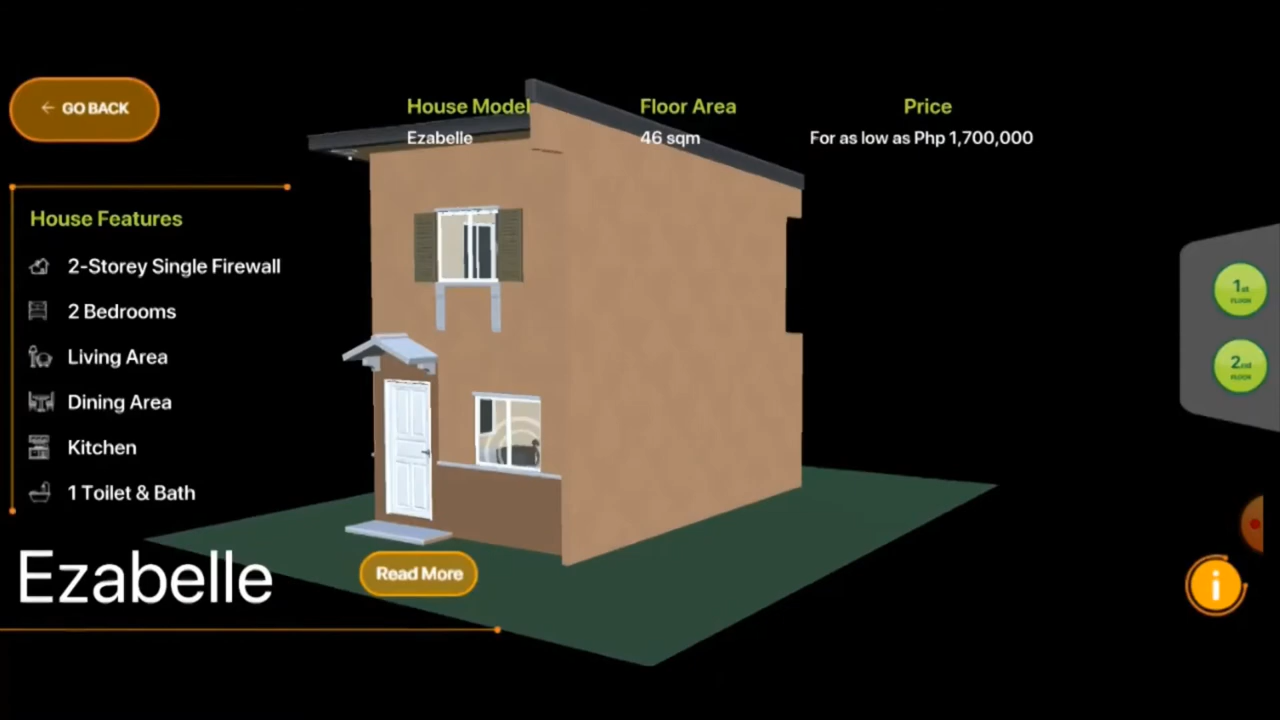 ← GO BACK
House Model
Ezabelle
Floor Area
46 sqm
Price
For as low as Php 1,700,000
House Features
2-Storey Single Firewall
2 Bedrooms
Living Area
Dining Area
Kitchen
1 Toilet & Bath
Ezabelle
Read More
1st
FLOOR
2nd
FLOOR
i